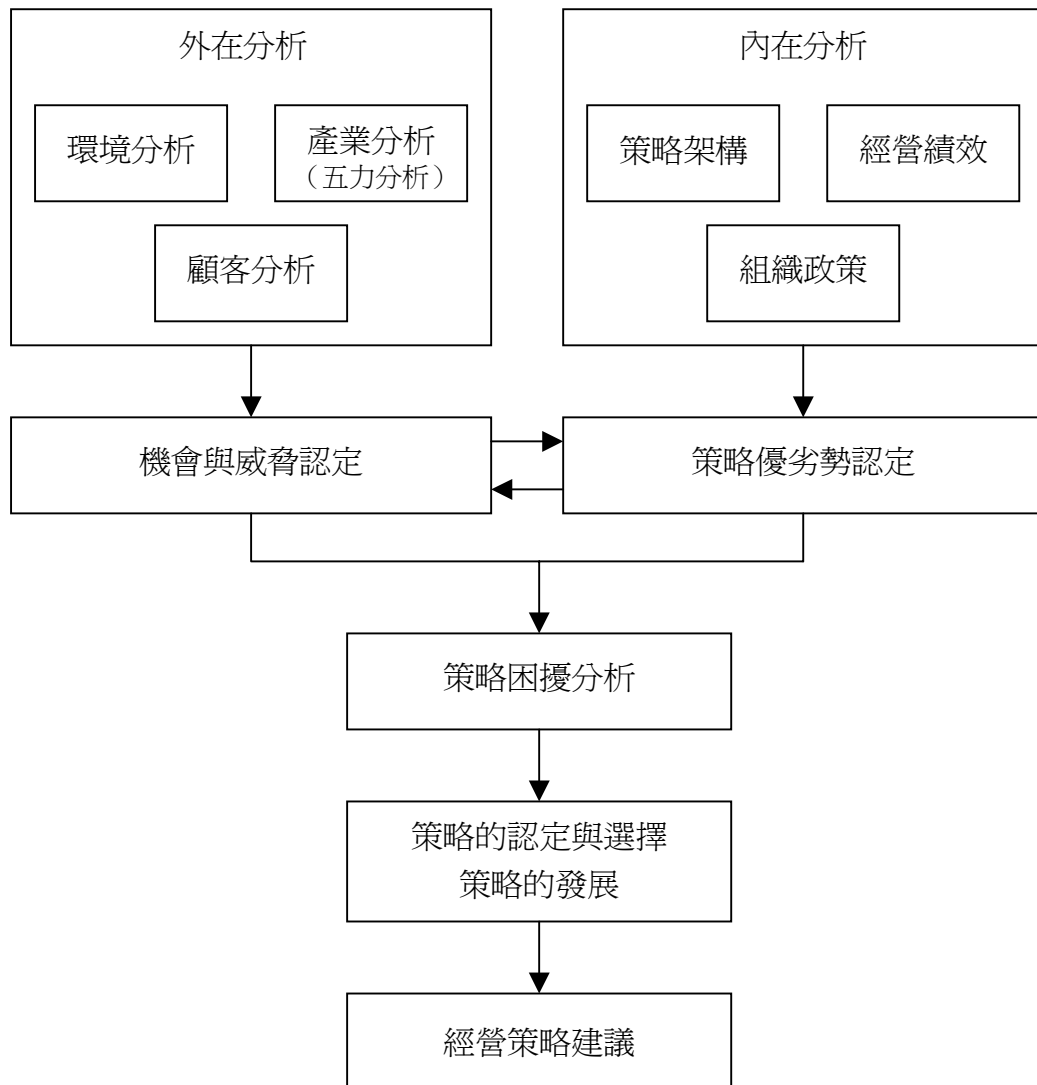 外在分析
環境分析
產業分析
（五力分析）
顧客分析
內在分析
策略架構
經營績效
組織政策
機會與威脅認定
策略優劣勢認定
策略困擾分析
策略的認定與選擇
策略的發展
經營策略建議